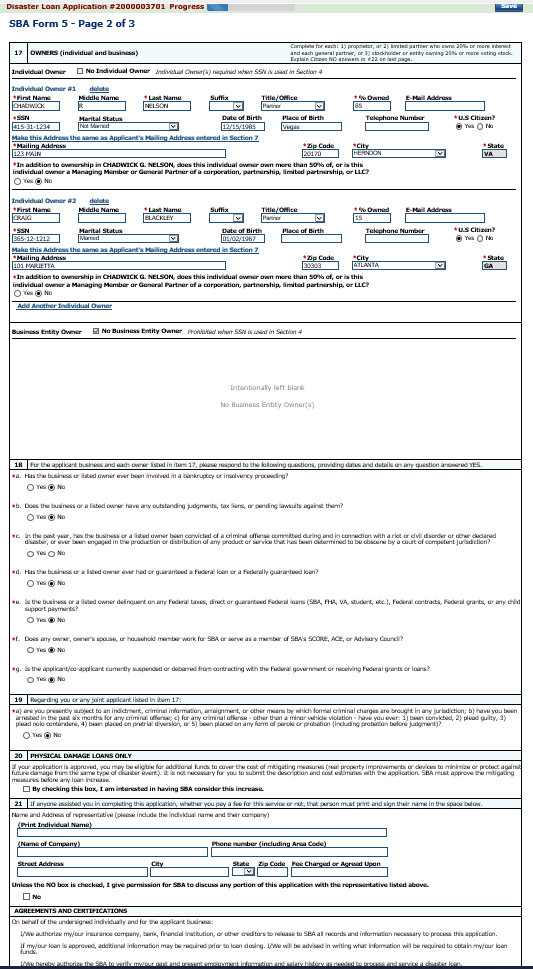 Disaster Loan Application #2000003701 Progress
Save
SBA Form 5 - Page 2 of 3
17 OWNERS (individual and business)
Complete for each: 1) proprietor, or 2) limited partner who owns 20% or more interest
and each general partner, or 3) stockholder or entity owning 20% or more voting stock.
Explain Citizen NO answers in #22 on last page.
Individual Owner No Individual Owner Individual Owner(s) required when SSN is used in Section 4
Individual Owner #1 delete
*First Name Middle Name *Last Name Suffix Title/Office *% Owned E-Mail Address
CHADWICK R NELSON Partner 85
*SSN Marital Status Date of Birth Place of Birth Telephone Number *U.S Citizen?
415-31-1234 Not Married 12/15/1985 Vegas Yes No
Make this Address the same as Applicant's Mailing Address entered in Section 7
*Mailing Address *Zip Code *City *State
123 MAIN 20170 HERNDON VA
*In addition to ownership in CHADWICK G. NELSON, does this individual owner own more than 50% of, or is this
individual owner a Managing Member or General Partner of a corporation, partnership, limited partnership, or LLC?
Yes No
Individual Owner #2 delete
*First Name Middle Name *Last Name Suffix Title/Office *% Owned E-Mail Address
CRAIG BLACKLEY Partner 15
*SSN Marital Status Date of Birth Place of Birth Telephone Number *U.S Citizen?
365-12-1212 Married 01/02/1967 Yes No
Make this Address the same as Applicant's Mailing Address entered in Section 7
*Mailing Address *Zip Code *City *State
101 MARIETTA 30303 ATLANTA GA
*In addition to ownership in CHADWICK G. NELSON, does this individual owner own more than 50% of, or is this
individual owner a Managing Member or General Partner of a corporation, partnership, limited partnership, or LLC?
Yes No
Add Another Individual Owner
Business Entity Owner No Business Entity Owner Prohibited when SSN is used in Section 4
Intentionally left blank
No Business Entity Owner(s)
18 For the applicant business and each owner listed in item 17, please respond to the following questions, providing dates and details on any question answered YES.
*a. Has the business or listed owner ever been involved in a bankruptcy or insolvency proceeding?
Yes No
*b. Does the business or a listed owner have any outstanding judgments, tax liens, or pending lawsuits against them?
Yes No
*c. In the past year, has the business or a listed owner been convicted of a criminal offense committed during and in connection with a riot or civil disorder or other declared
disaster, or ever been engaged in the production or distribution of any product or service that has been determined to be obscene by a court of competent jurisdiction?
Yes No
*d. Has the business or a listed owner ever had or guaranteed a Federal loan or a Federally guaranteed loan?
Yes No
*e. Is the business or a listed owner delinquent on any Federal taxes, direct or guaranteed Federal loans (SBA, FHA, VA, student, etc.), Federal contracts, Federal grants, or any child
support payments?
Yes No
*f. Does any owner, owner's spouse, or household member work for SBA or serve as a member of SBA's SCORE, ACE, or Advisory Council?
Yes No
*g. Is the applicant/co-applicant currently suspended or debarred from contracting with the Federal government or receiving Federal grants or loans?
Yes No
19 Regarding you or any joint applicant listed in Item 17:
*a) are you presently subject to an indictment, criminal information, arraignment, or other means by which formal criminal charges are brought in any jurisdiction; b) have you been
arrested in the past six months for any criminal offense; c) for any criminal offense - other than a minor vehicle violation - have you ever: 1) been convicted, 2) plead guilty, 3)
plead nolo contendere, 4) been placed on pretrial diversion, or 5) been placed on any form of parole or probation (including probation before judgment)?
Yes No
20 PHYSICAL DAMAGE LOANS ONLY
If your application is approved, you may be eligible for additional funds to cover the cost of mitigating measures (real property improvements or devices to minimize or protect against
future damage from the same type of disaster event). It is not necessary for you to submit the description and cost estimates with the application. SBA must approve the mitigating
measures before any loan increase.
By checking this box, I am interested in having SBA consider this increase.
21 If anyone assisted you in completing this application, whether you pay a fee for this service or not, that person must print and sign their name in the space below.
Name and Address of representative (please include the individual name and their company)
(Print Individual Name)
(Name of Company) Phone number (including Area Code)
Street Address City State Zip Code Fee Charged or Agreed Upon
Unless the NO box is checked, I give permission for SBA to discuss any portion of this application with the representative listed above.
No
AGREEMENTS AND CERTIFICATIONS
On behalf of the undersigned individually and for the applicant business:
I/We authorize my/our insurance company, bank, financial institution, or other creditors to release to SBA all records and information necessary to process this application.
If my/our loan is approved, additional information may be required prior to loan closing. I/We will be advised in writing what information will be required to obtain my/our loan
funds.
I/We hereby authorize the SBA to verify my/our past and present employment information and salary history as needed to process and service a disaster loan.